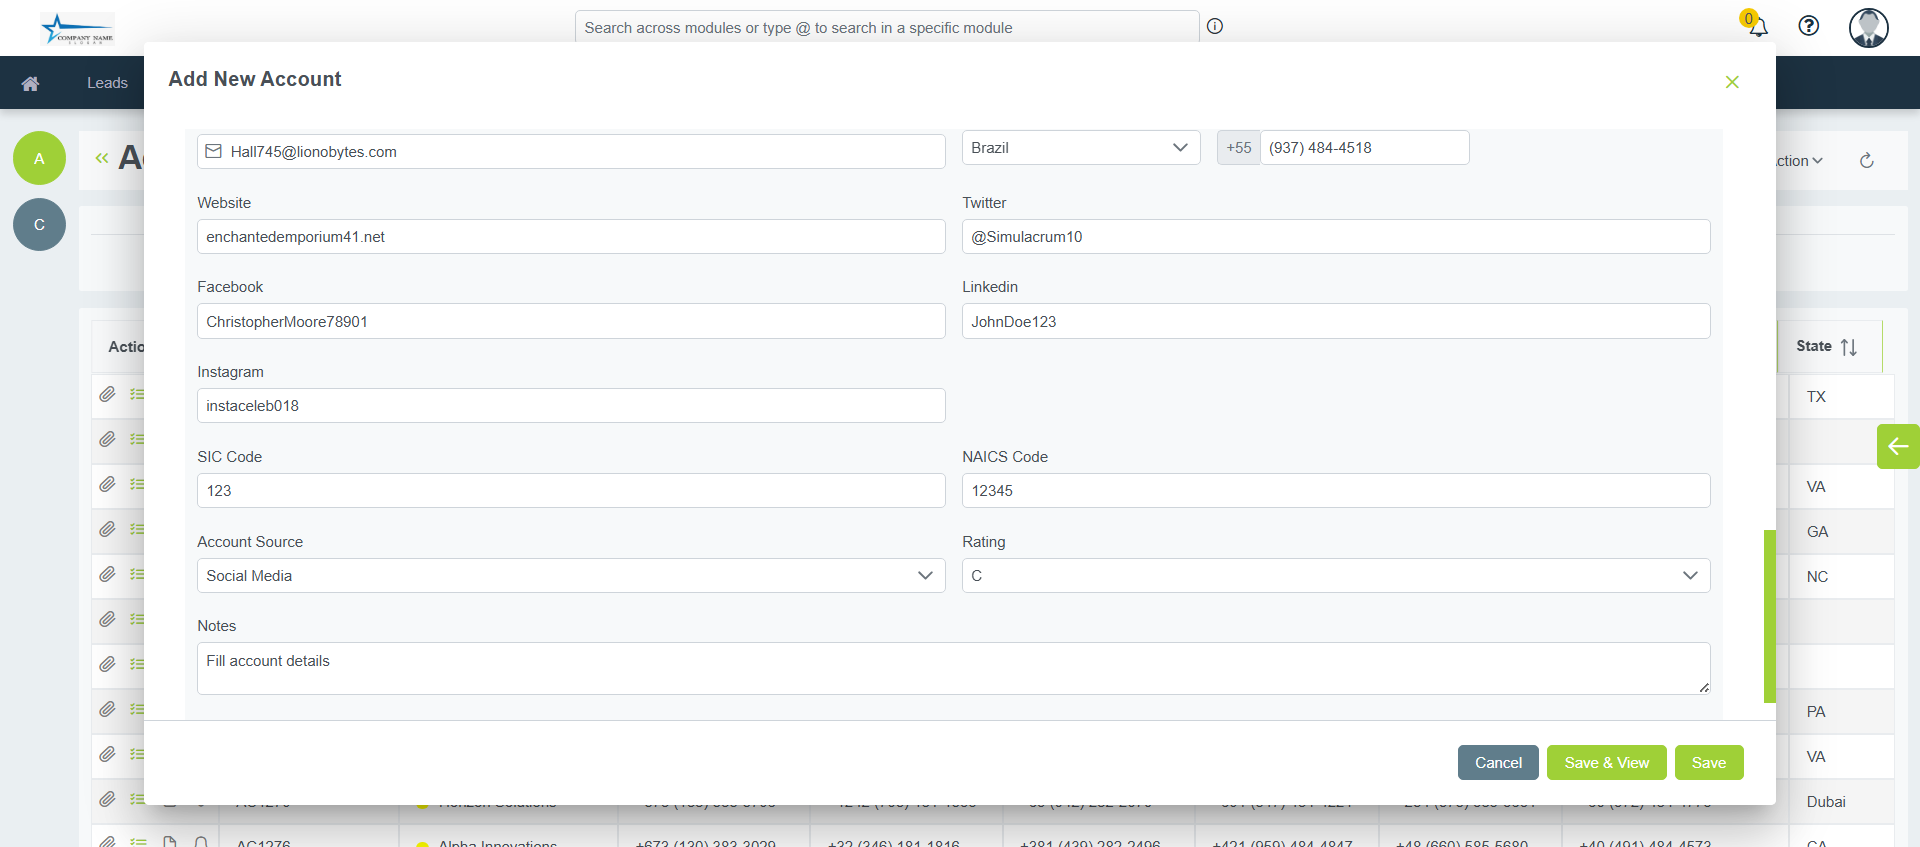 COMPANY NAME
Search across modules or type @ to search in a specific module
0
Leads
Add New Account
A
C
Hall745@lionobytes.com
Brazil
+55
(937) 484-4518
Website
Twitter
enchantedemporium41.net
@Simulacrum10
Facebook
Linkedin
ChristopherMoore78901
JohnDoe123
Instagram
instaceleb018
SIC Code
NAICS Code
123
12345
Account Source
Rating
Social Media
C
Notes
Fill account details
Cancel
Save & View
Save
State
TX
VA
GA
NC
PA
VA
Dubai
AC1276
Alpha Innovations
+673 (130) 383-3029
+32 (346) 181-1816
+381 (439) 282-2496
+421 (959) 484-4847
+48 (660) 585-5680
+40 (491) 484-4573
CA